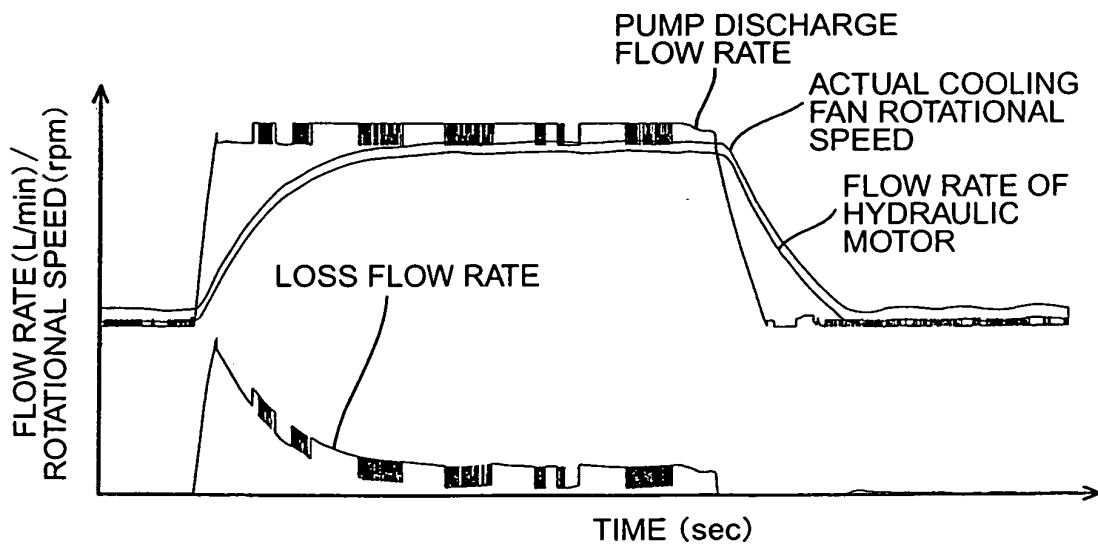 PUMP DISCHARGE
FLOW RATE
ACTUAL COOLING
FAN ROTATIONAL
SPEED
FLOW RATE OF
HYDRAULIC
MOTOR
LOSS FLOW RATE
FLOW RATE(L/min)/
ROTATIONAL SPEED(rpm)
TIME (sec)